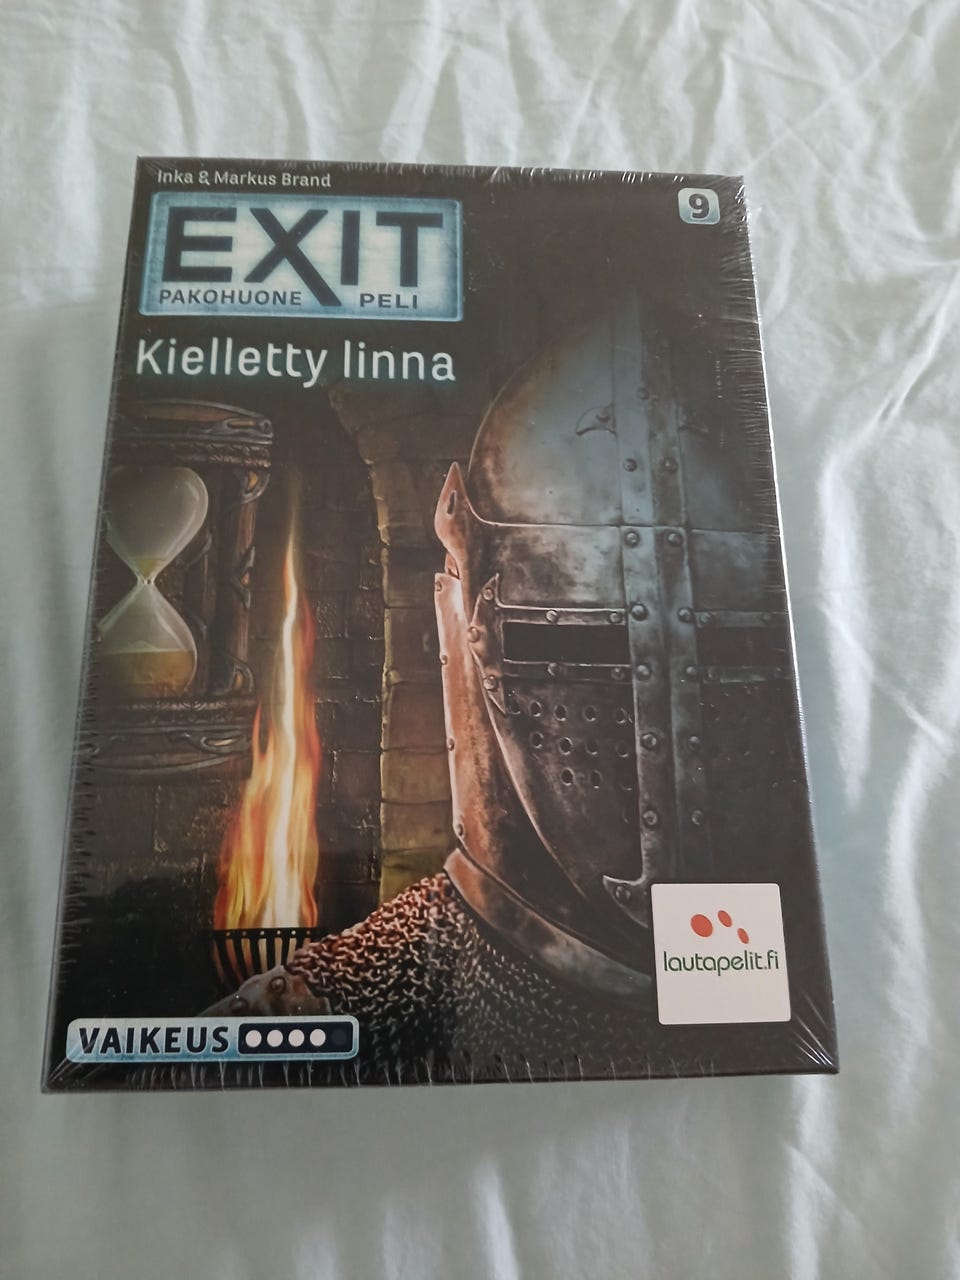 Inka & Markus Brand
9
EXIT
PAKOHUONE PELI
Kielletty linna
lautapelit.fi
VAIKEUS